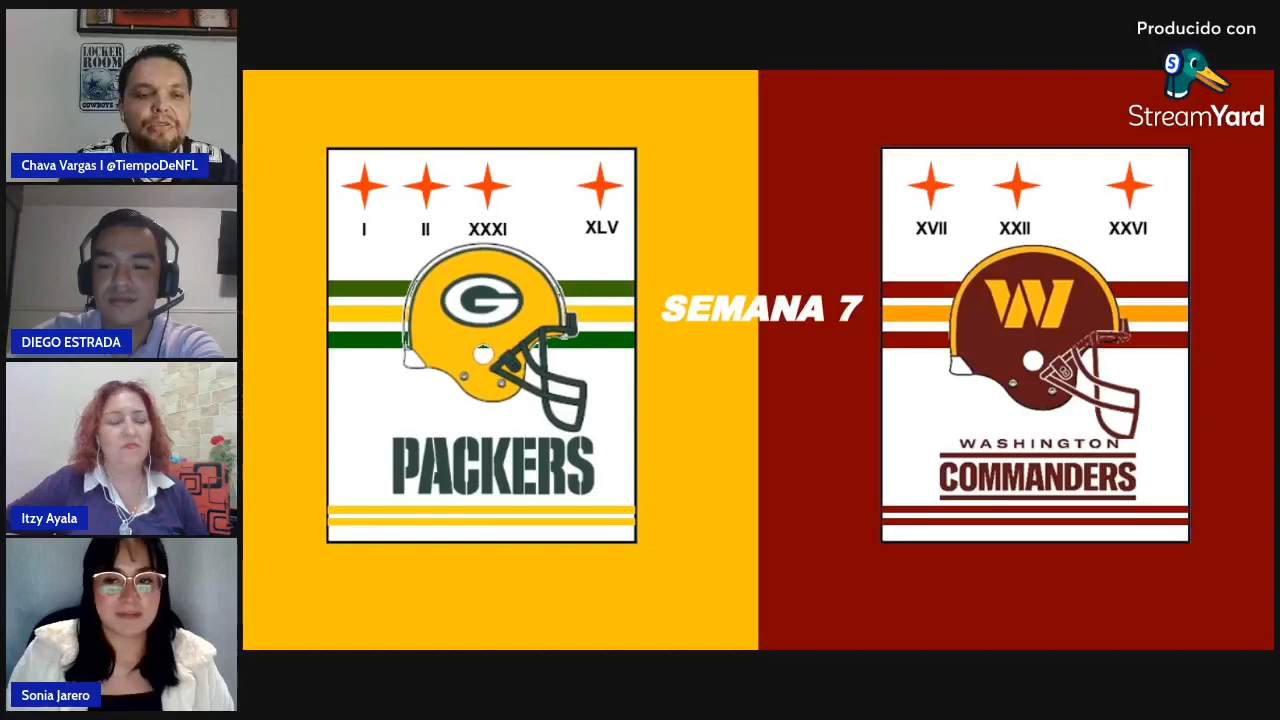 Producido con
S
StreamYard
LOCKER
ROOM
COWBOYS
Chava Vargas I @TiempoDeNFL
DIEGO ESTRADA
Itzy Ayala
Sonia Jarero
I II XXXI XLV
G
PACKERS
SEMANA 7
XVII XXII XXVI
W
WASHINGTON
COMMANDERS